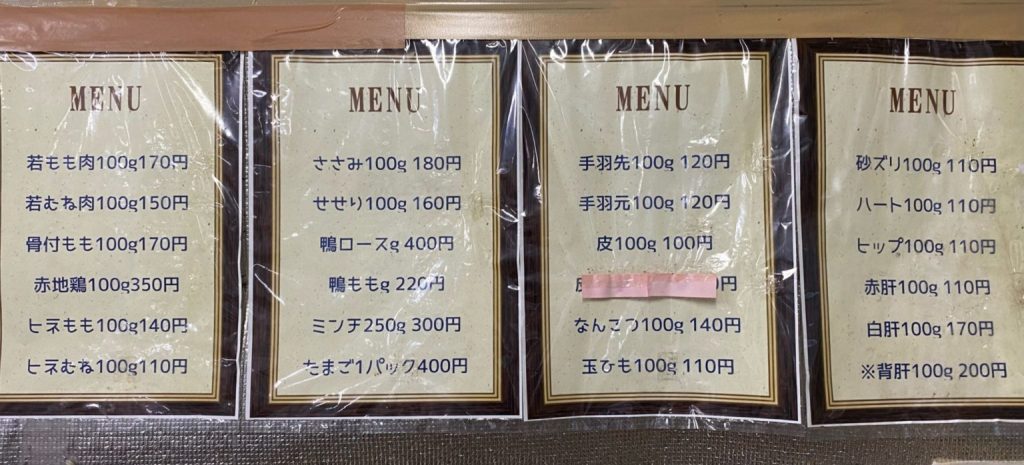 MENU
若もも肉100g170円
若むね肉100g150円
骨付もも100g170円
赤地鶏100g350円
ヒネもも100g140円
ヒネむね100g110円
MENU
ささみ100g 180円
せせり100g 160円
鴨ロースg 400円
鴨ももg 220円
ミンチ250g 300円
たまご1パック400円
MENU
手羽先100g 120円
手羽元100g 120円
皮100g 100円
円
なんこつ100g 140円
玉ひも100g 110円
MENU
砂ズリ100g 110円
ハート100g 110円
ヒップ100g 110円
赤肝100g 110円
白肝100g 170円
※背肝100g 200円